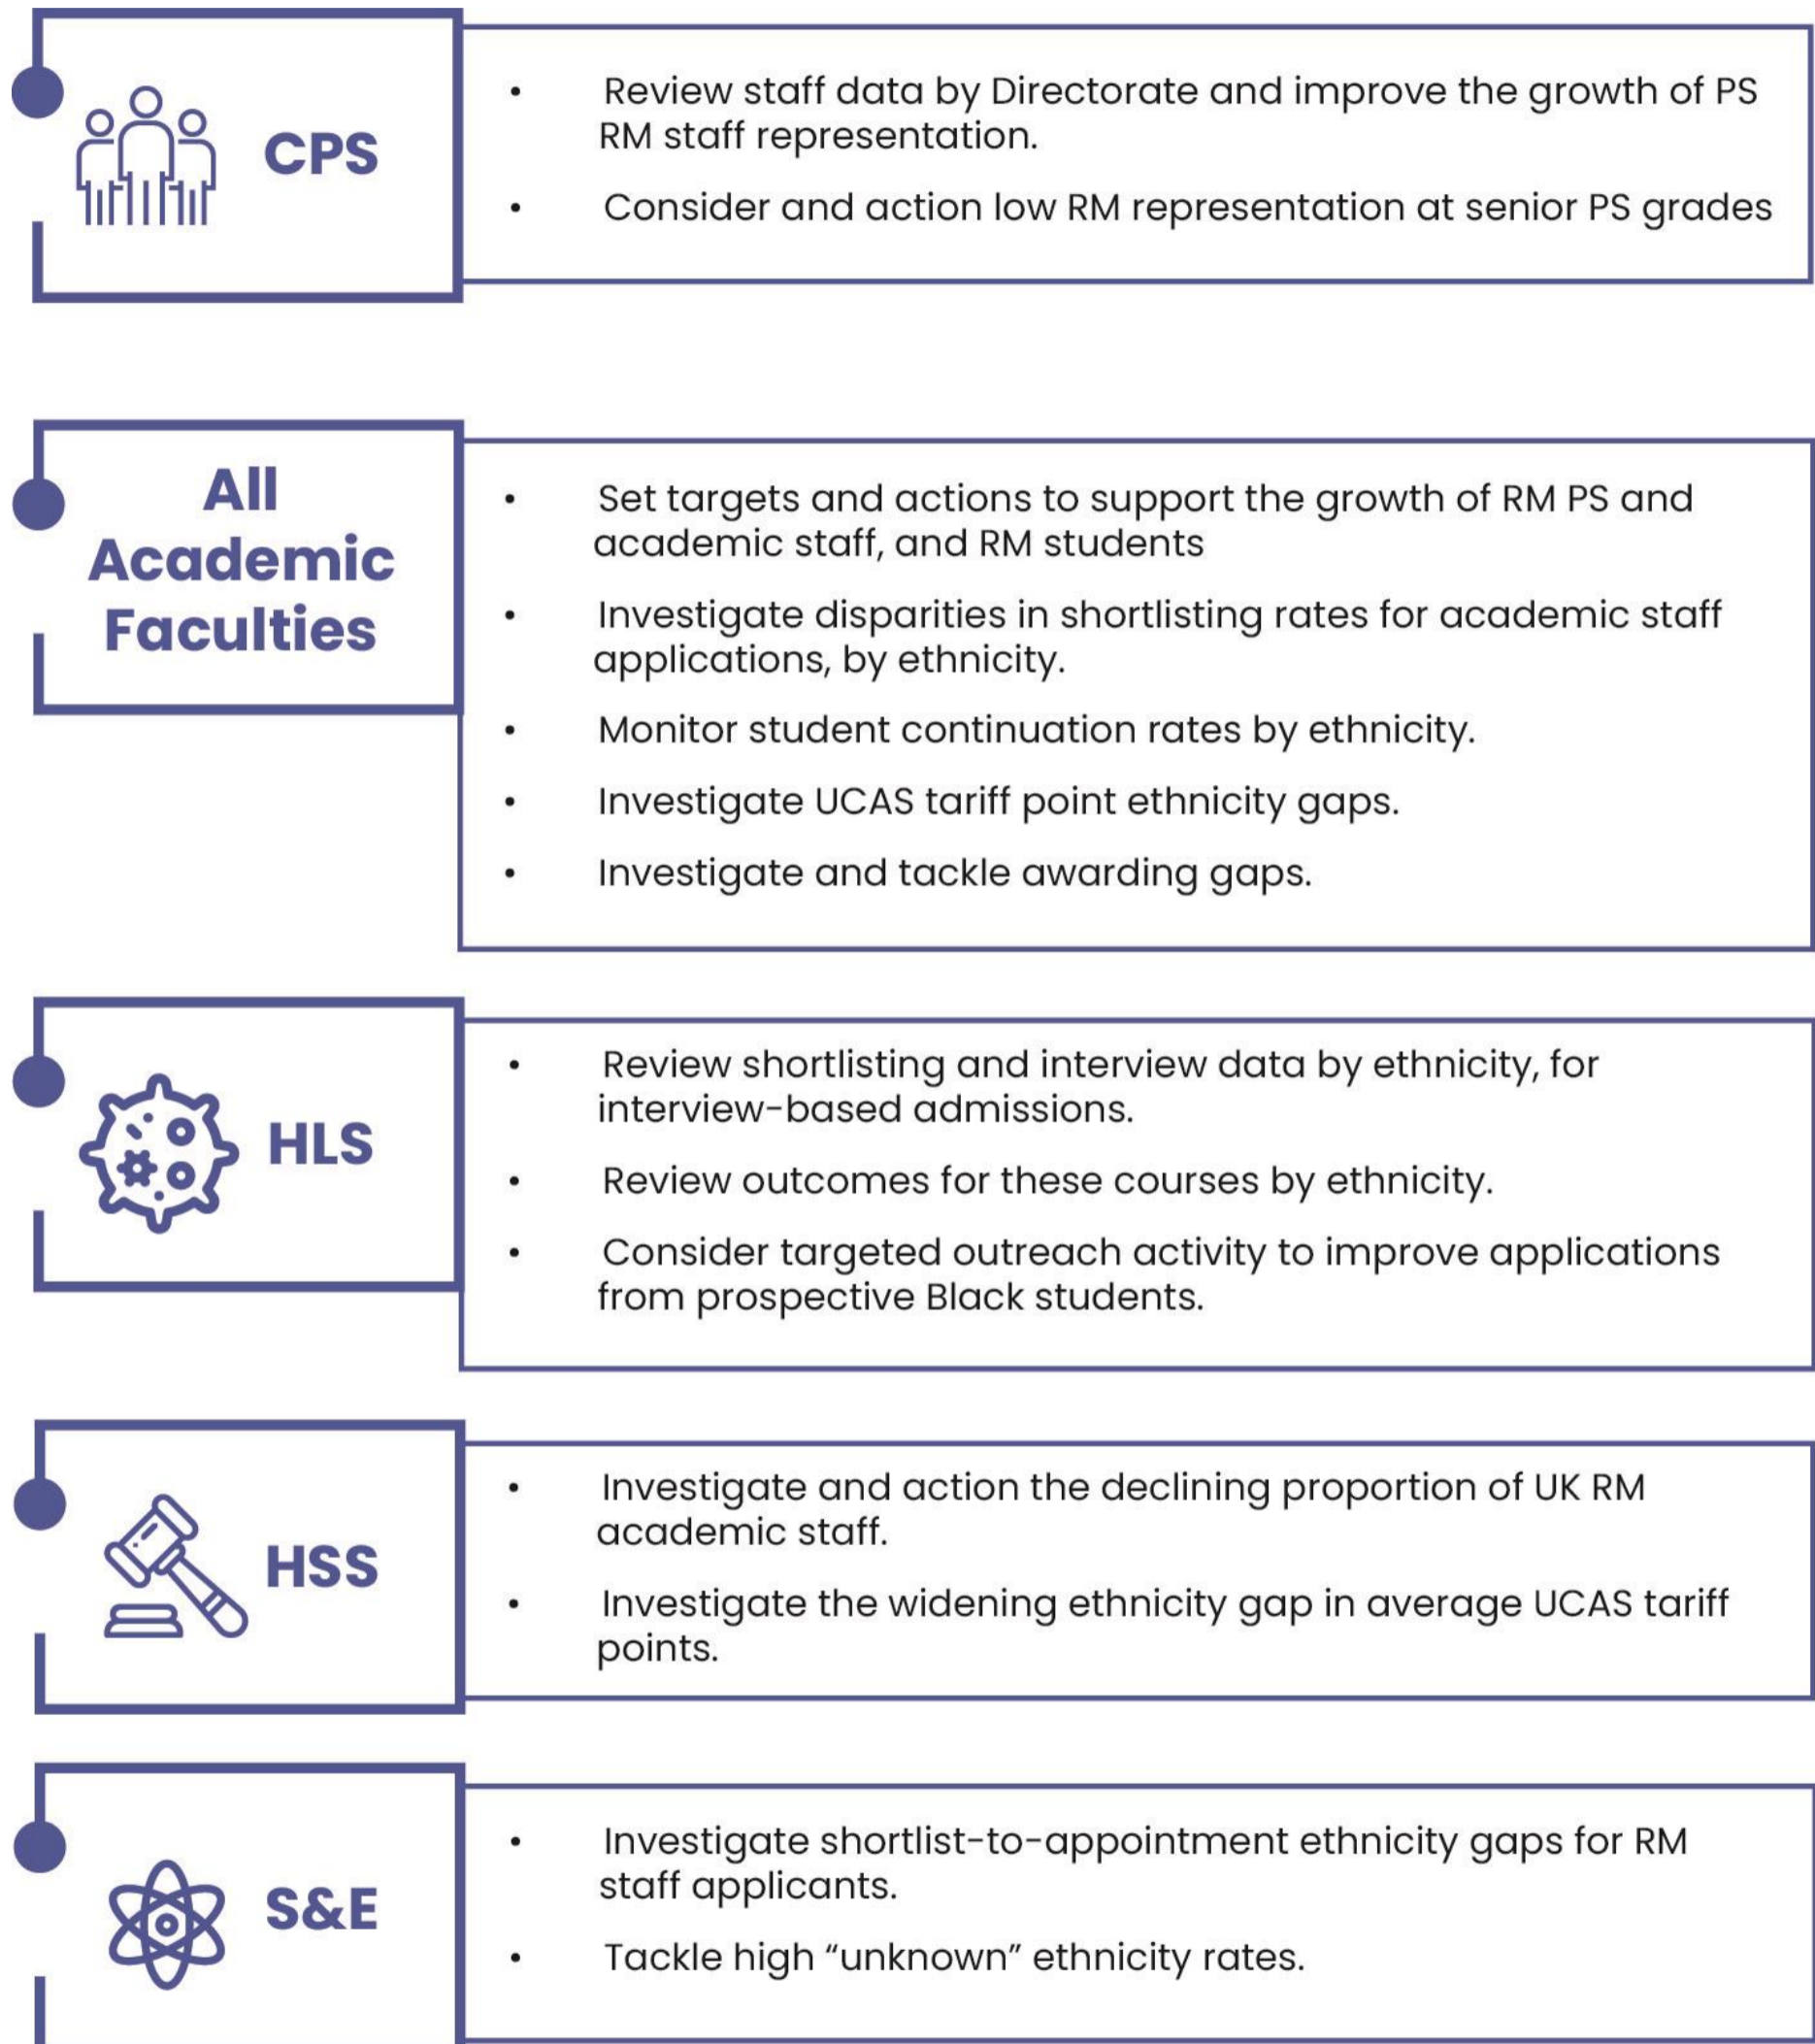 CPS
• Review staff data by Directorate and improve the growth of PS
RM staff representation.
• Consider and action low RM representation at senior PS grades
All
Academic
Faculties
• Set targets and actions to support the growth of RM PS and
academic staff, and RM students
• Investigate disparities in shortlisting rates for academic staff
applications, by ethnicity.
• Monitor student continuation rates by ethnicity.
• Investigate UCAS tariff point ethnicity gaps.
• Investigate and tackle awarding gaps.
HLS
• Review shortlisting and interview data by ethnicity, for
interview-based admissions.
• Review outcomes for these courses by ethnicity.
• Consider targeted outreach activity to improve applications
from prospective Black students.
HSS
• Investigate and action the declining proportion of UK RM
academic staff.
• Investigate the widening ethnicity gap in average UCAS tariff
points.
S&E
• Investigate shortlist-to-appointment ethnicity gaps for RM
staff applicants.
• Tackle high “unknown” ethnicity rates.